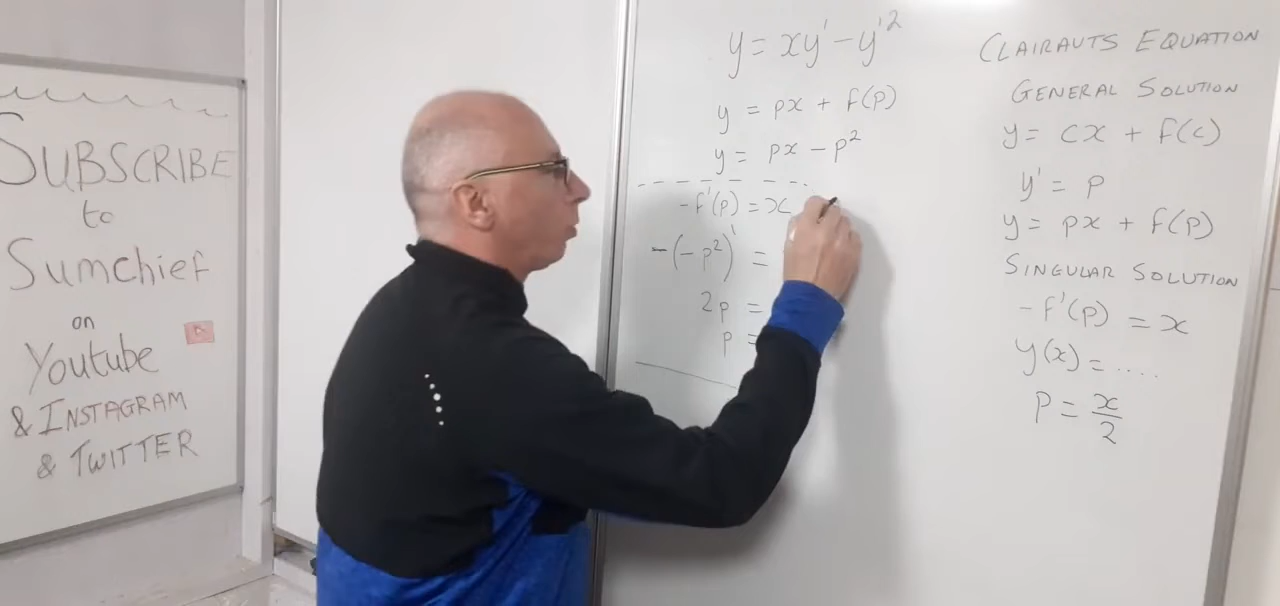 SUBSCRIBE
to
Sumchief
on
Youtube
& INSTAGRAM
& TWITTER
y = xy' - y'²
y = px + f(p)
y = px - p²
-f'(p) = x
-(-p²)' =
2p =
p =
CLAIRAUTS EQUATION
GENERAL SOLUTION
y = cx + f(c)
y' = p
y = px + f(p)
SINGULAR SOLUTION
-f'(p) = x
y(x) = ....
p = x/2